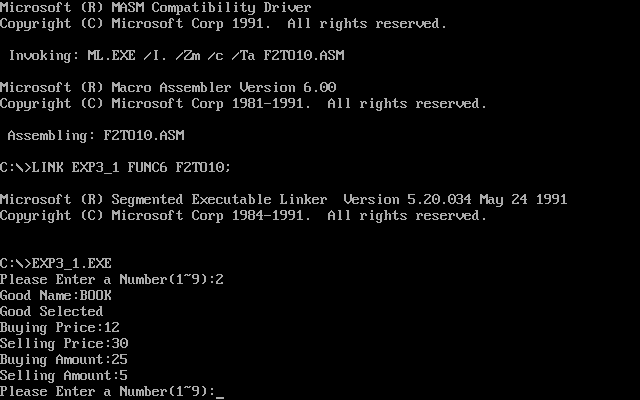 Microsoft (R) MASM Compatibility Driver
Copyright (C) Microsoft Corp 1991.  All rights reserved.
Invoking: ML.EXE /I. /Zm /c /Ta F2TO10.ASM
Microsoft (R) Macro Assembler Version 6.00
Copyright (C) Microsoft Corp 1981-1991.  All rights reserved.
Assembling: F2TO10.ASM
C:\>LINK EXP3_1 FUNC6 F2TO10;
Microsoft (R) Segmented Executable Linker  Version 5.20.034 May 24 1991
Copyright (C) Microsoft Corp 1984-1991.  All rights reserved.
C:\>EXP3_1.EXE
Please Enter a Number(1~9):2
Good Name:BOOK
Good Selected
Buying Price:12
Selling Price:30
Buying Amount:25
Selling Amount:5
Please Enter a Number(1~9):_